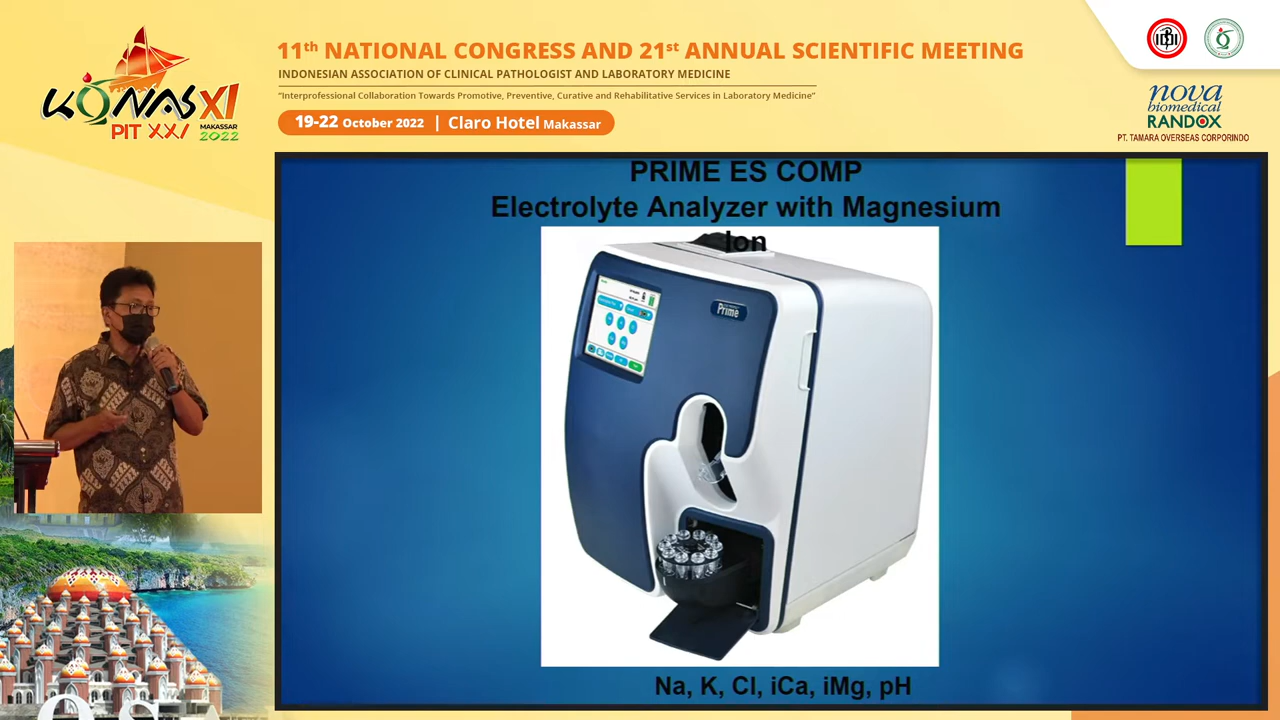 11th NATIONAL CONGRESS AND 21st ANNUAL SCIENTIFIC MEETING
INDONESIAN ASSOCIATION OF CLINICAL PATHOLOGIST AND LABORATORY MEDICINE
“Interprofessional Collaboration Towards Promotive, Preventive, Curative and Rehabilitative Services in Laboratory Medicine”
19-22 October 2022 | Claro Hotel Makassar
KONAS XI
PIT XXI
MAKASSAR
2022
nova
biomedical
RANDOX
PT. TAMARA OVERSEAS CORPORINDO
PRIME ES COMP
Electrolyte Analyzer with Magnesium
Ion
Prime
Na, K, Cl, iCa, iMg, pH